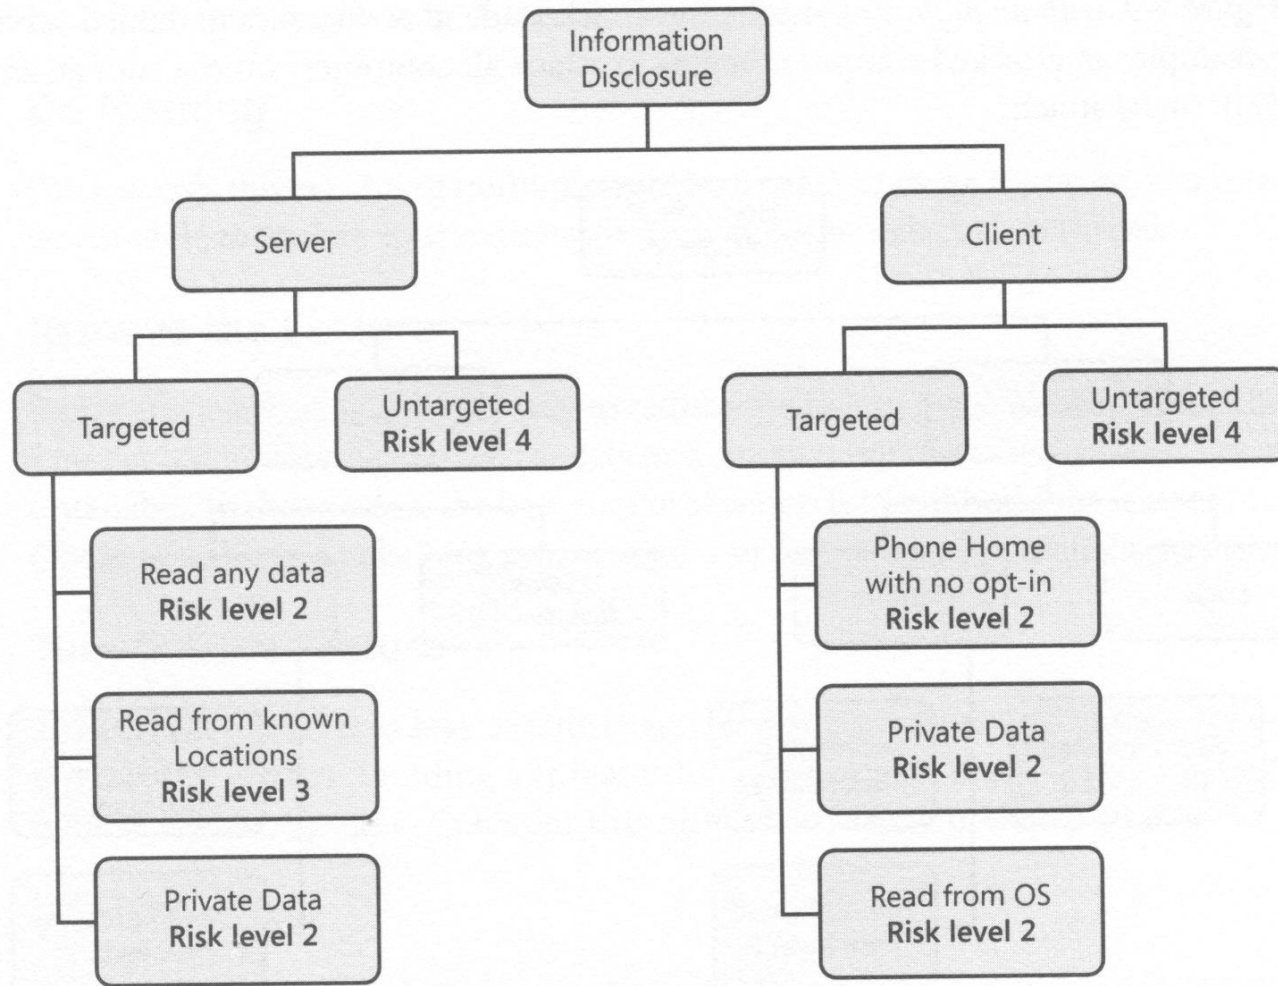 Information
Disclosure
Server
Client
Targeted
Untargeted
Risk level 4
Targeted
Untargeted
Risk level 4
Read any data
Risk level 2
Read from known
Locations
Risk level 3
Private Data
Risk level 2
Phone Home
with no opt-in
Risk level 2
Private Data
Risk level 2
Read from OS
Risk level 2